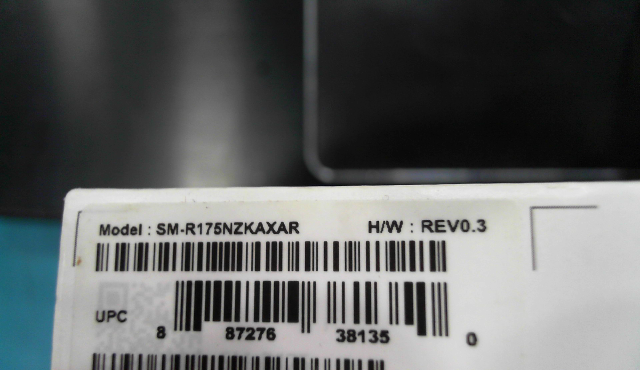 Model : SM-R175NZKAXAR H/W : REV0.3
UPC
8 87276 38135 0